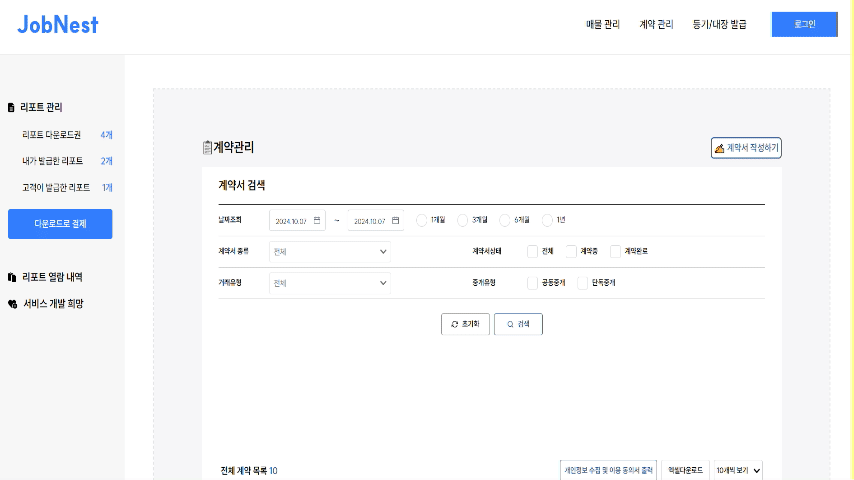 JobNest
매물 관리 계약 관리 등기/대장 발급 로그인
리포트 관리
리포트 다운로드권 4개
내가 발급한 리포트 2개
고객이 발급한 리포트 1개
다운로드로 결제
리포트 열람 내역
서비스 개발 희망
계약관리
계약서 작성하기
계약서 검색
날짜조회 2024.10.07 ~ 2024.10.07 1개월 3개월 6개월 1년
계약서 종류 전체 계약서상태 전체 계약중 계약완료
거래유형 전체 중개유형 공동중개 단독중개
초기화 검색
전체 계약 목록 10 개인정보 수집 및 이용 동의서 출력 엑셀다운로드 10개씩 보기